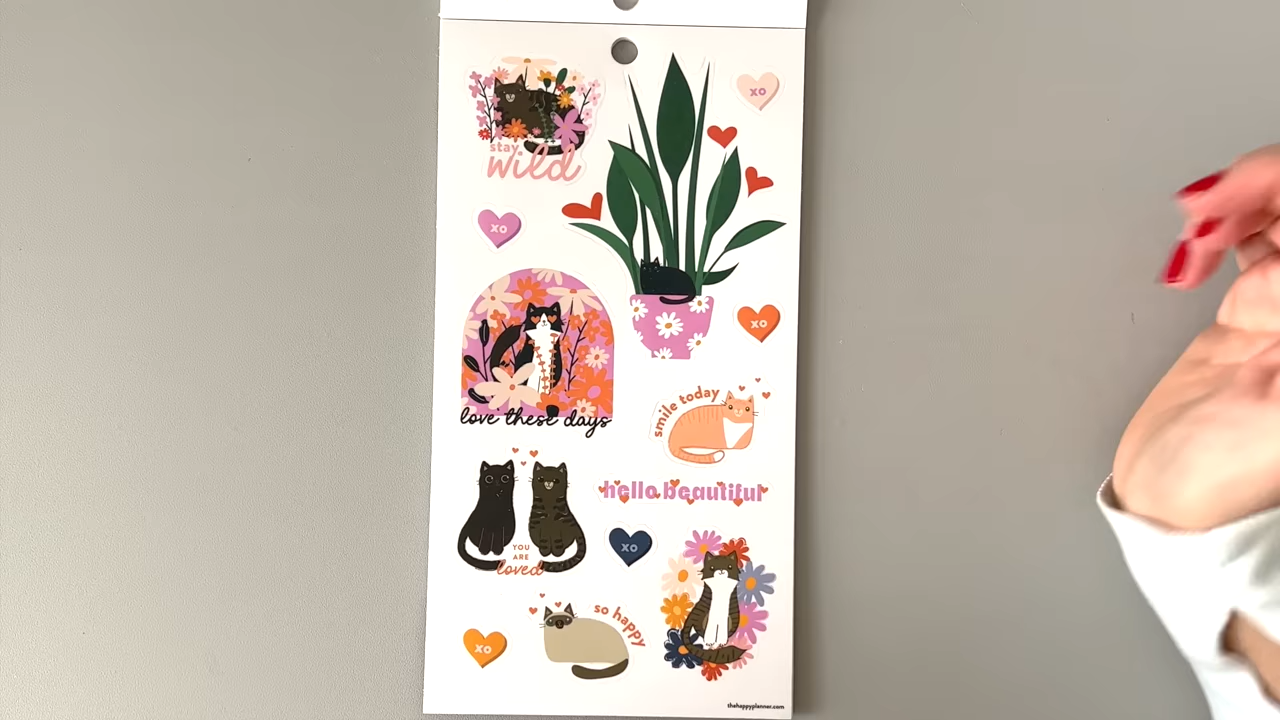 xo
stay
wild
xo
xo
love these days
smile today
hello beautiful
YOU
ARE
loved
xo
so happy
xo
thehappyplanner.com